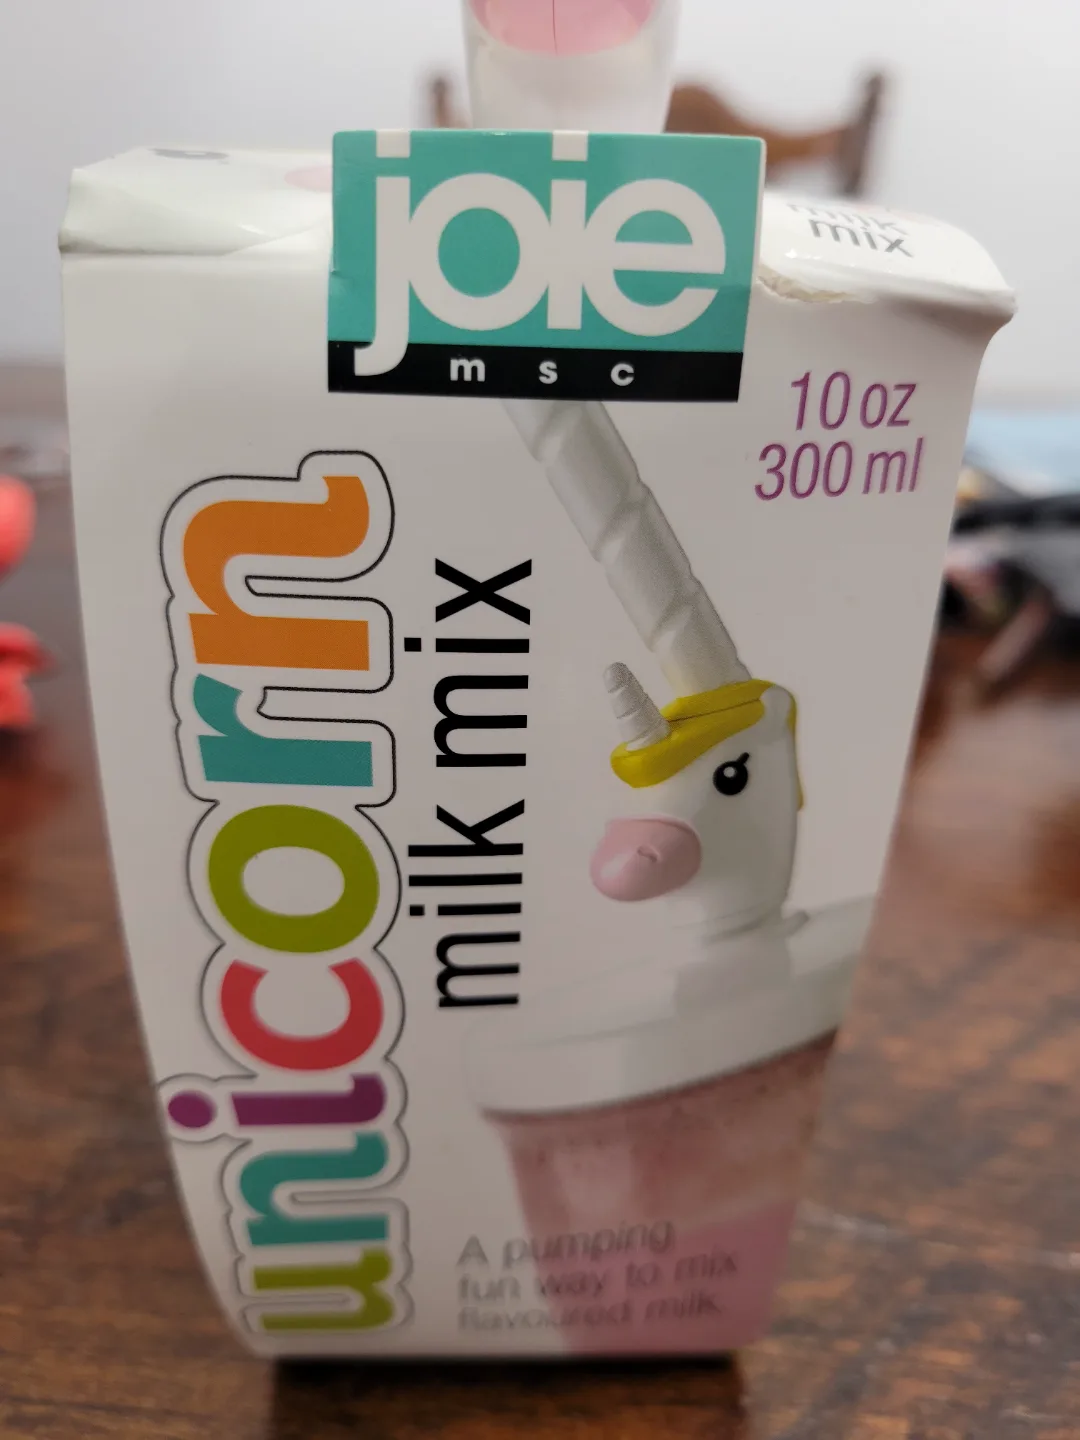 joie
msc
milk
mix
10 oz
300 ml
unicorn
milk mix
A pumping
fun way to mix
flavoured milk.